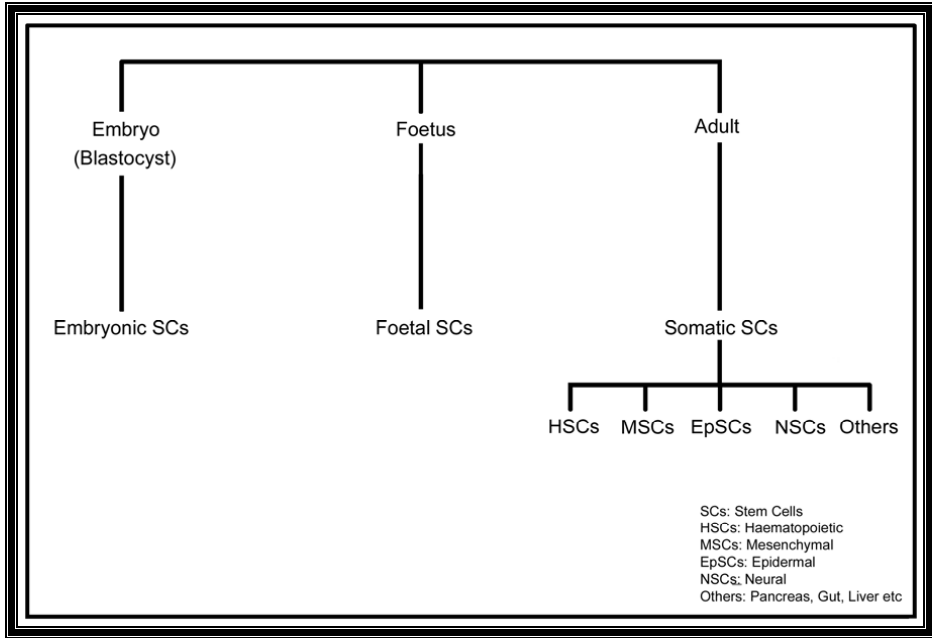 Embryo
(Blastocyst)
Foetus
Adult
Embryonic SCs
Foetal SCs
Somatic SCs
HSCs
MSCs
EpSCs
NSCs
Others
SCs: Stem Cells
HSCs: Haematopoietic
MSCs: Mesenchymal
EpSCs: Epidermal
NSCs: Neural
Others: Pancreas, Gut, Liver etc